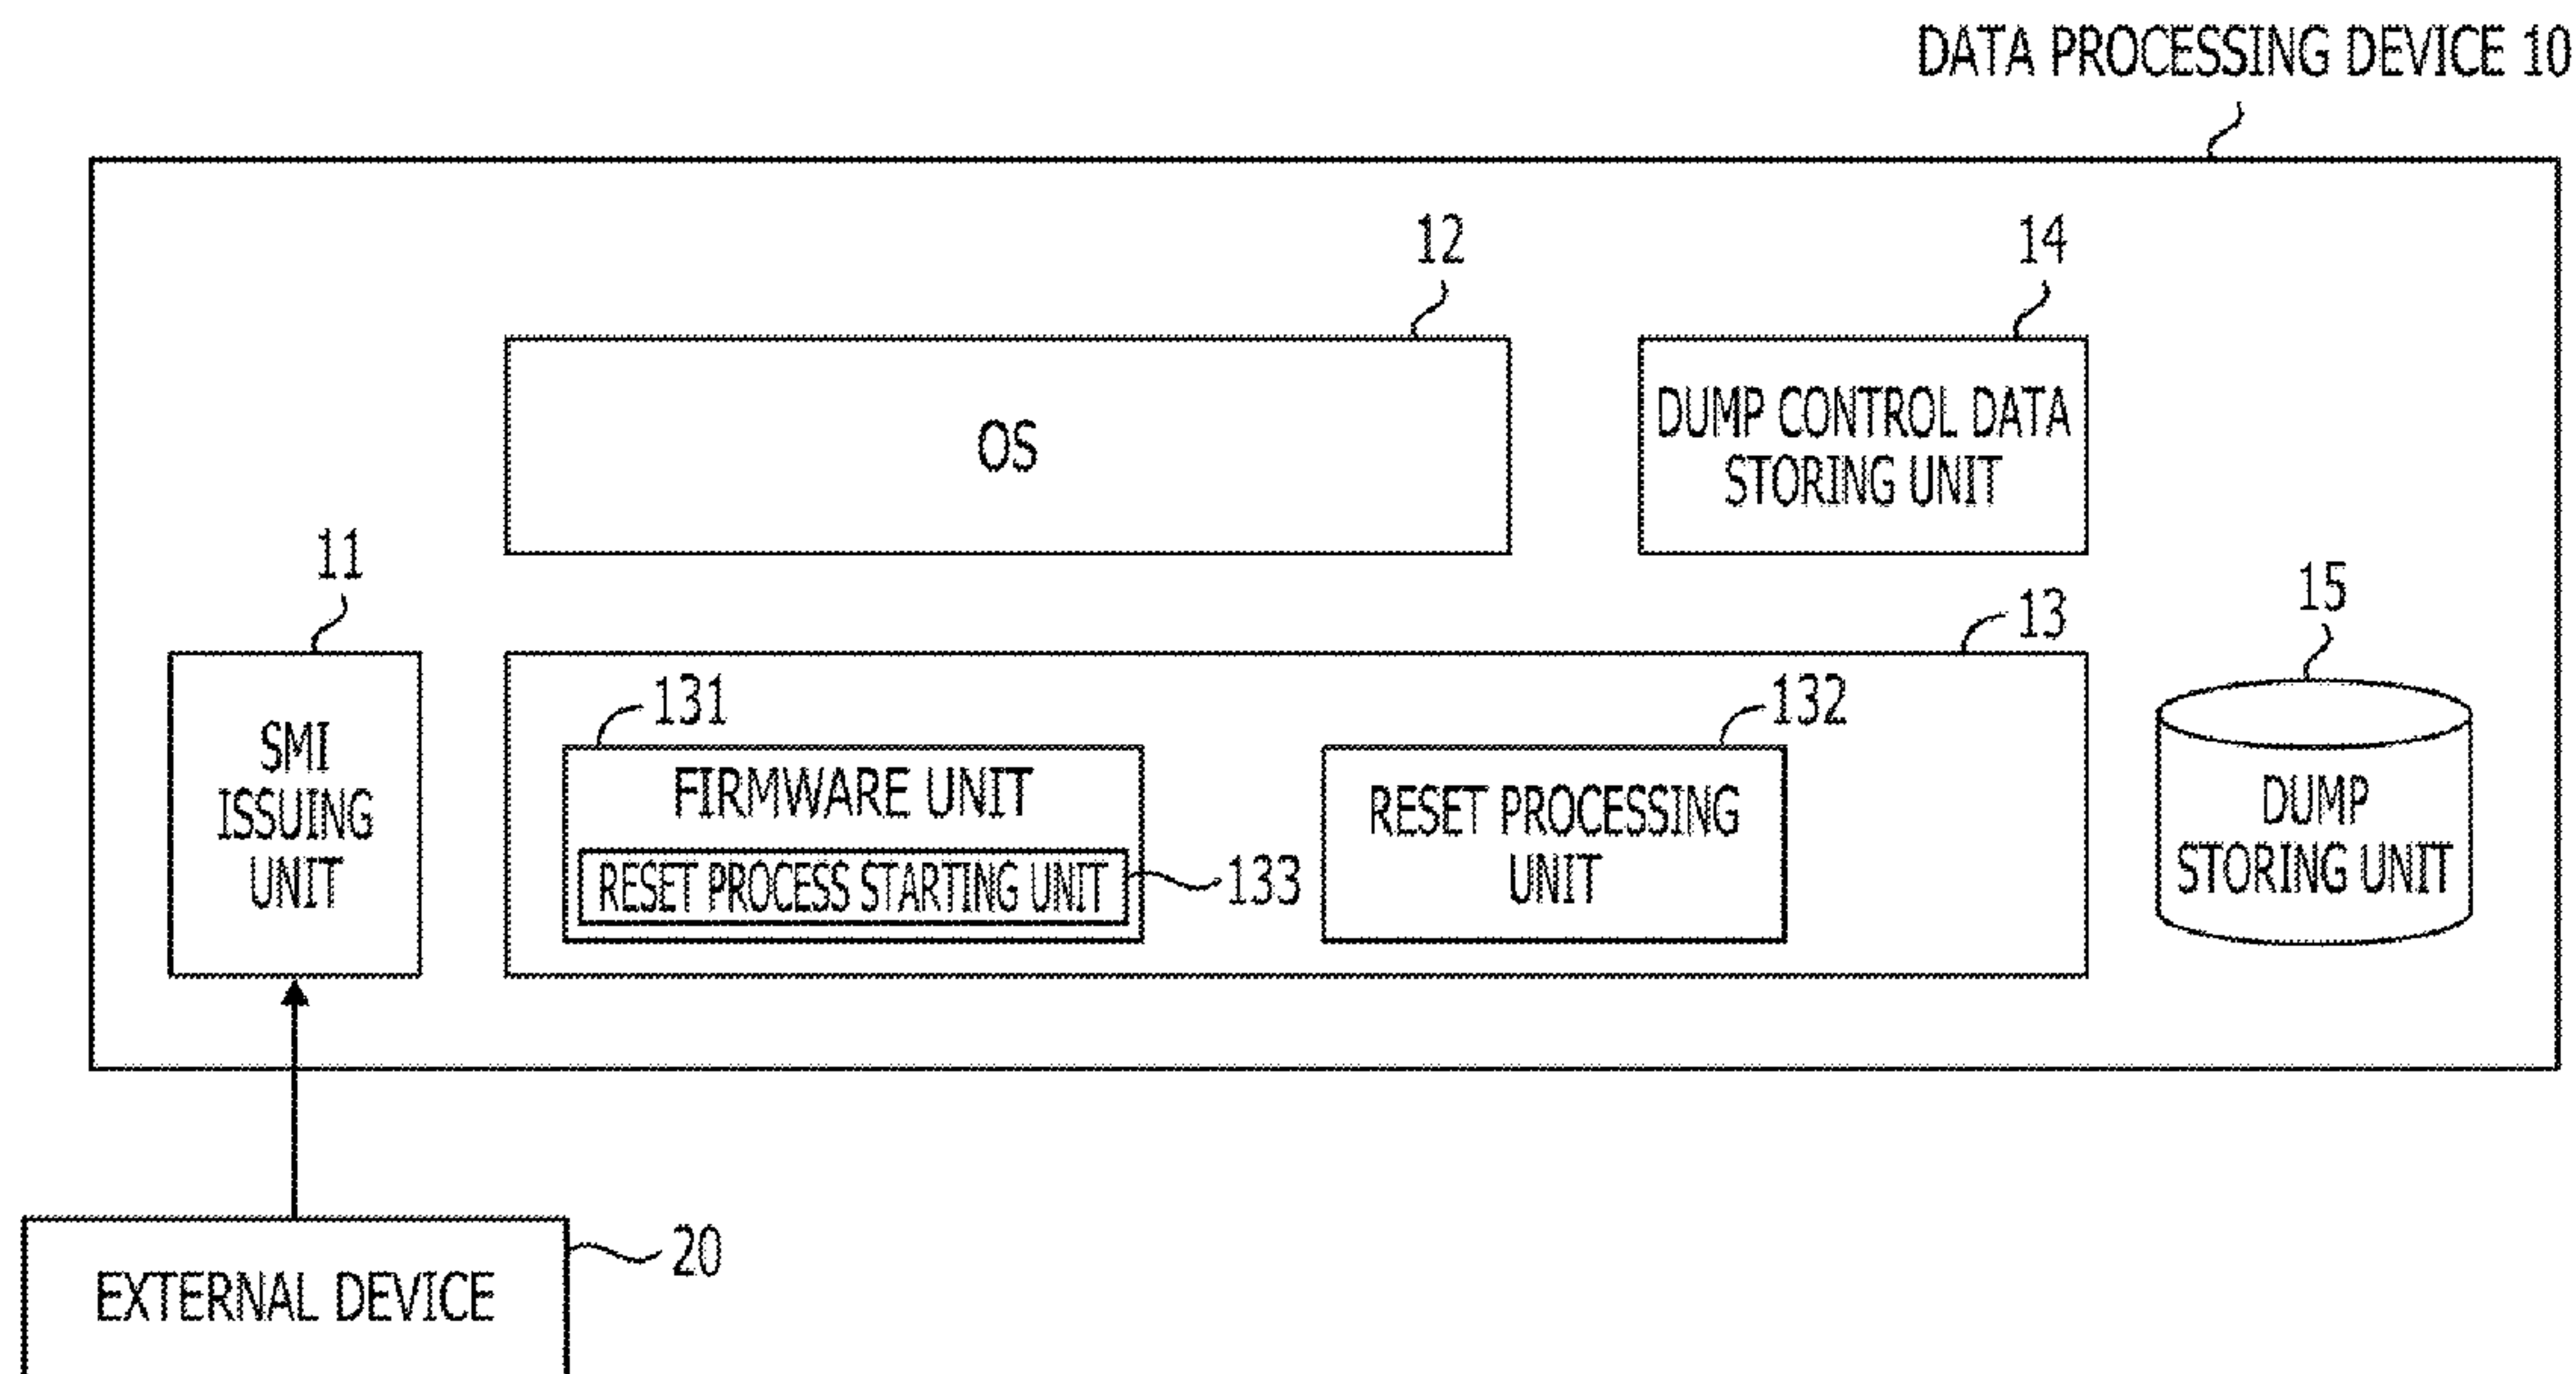 DATA PROCESSING DEVICE 10
12
14
OS
DUMP CONTROL DATA
STORING UNIT
11
13
15
SMI
ISSUING
UNIT
131
FIRMWARE UNIT
RESET PROCESS STARTING UNIT
133
132
RESET PROCESSING
UNIT
DUMP
STORING UNIT
20
EXTERNAL DEVICE